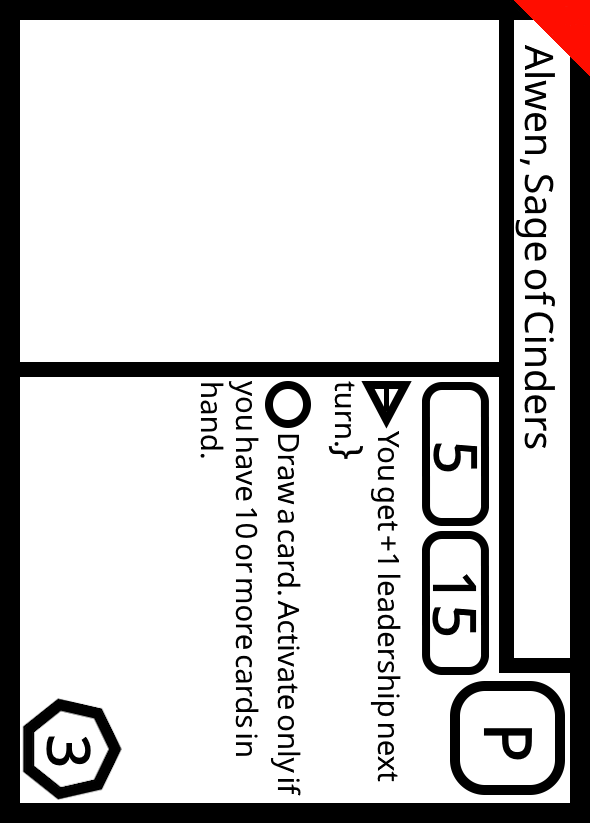 Alwen, Sage of Cinders
P
5
15
You get +1 leadership next
turn.}
Draw a card. Activate only if
you have 10 or more cards in
hand.
3